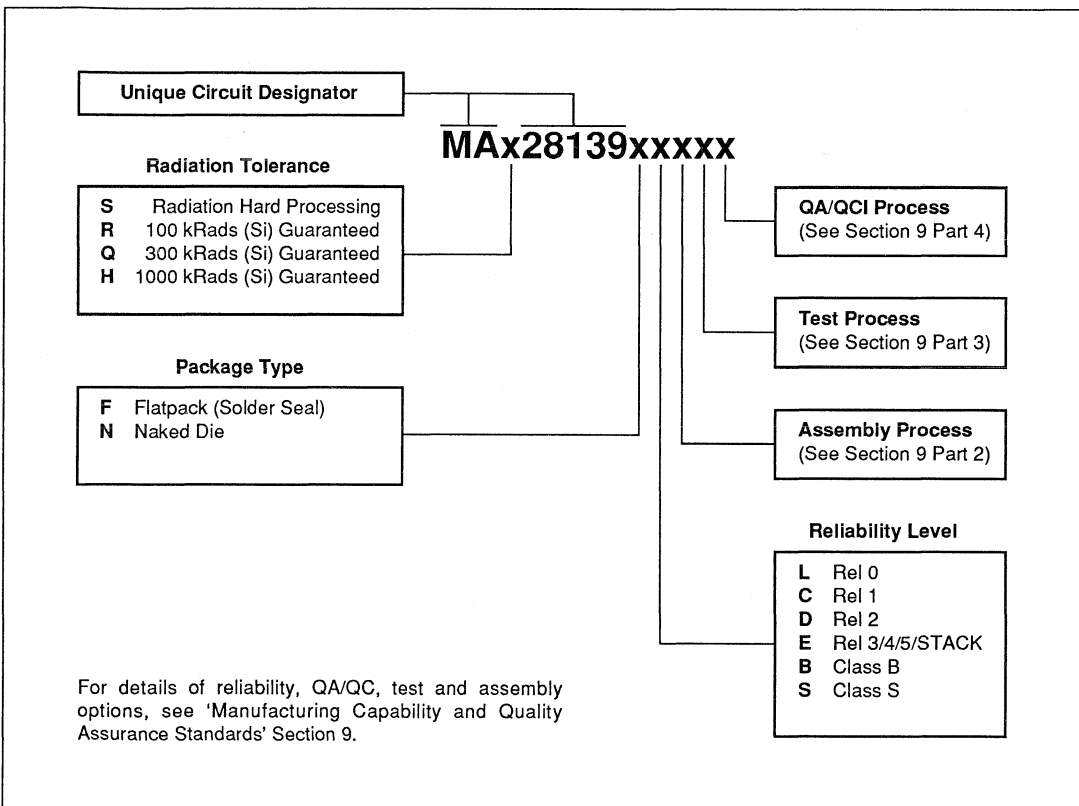 Unique Circuit Designator
MAx28139xxxxx
Radiation Tolerance
S Radiation Hard Processing
R 100 kRads (Si) Guaranteed
Q 300 kRads (Si) Guaranteed
H 1000 kRads (Si) Guaranteed
Package Type
F Flatpack (Solder Seal)
N Naked Die
QA/QCI Process
(See Section 9 Part 4)
Test Process
(See Section 9 Part 3)
Assembly Process
(See Section 9 Part 2)
Reliability Level
L Rel 0
C Rel 1
D Rel 2
E Rel 3/4/5/STACK
B Class B
S Class S
For details of reliability, QA/QC, test and assembly
options, see ‘Manufacturing Capability and Quality
Assurance Standards’ Section 9.